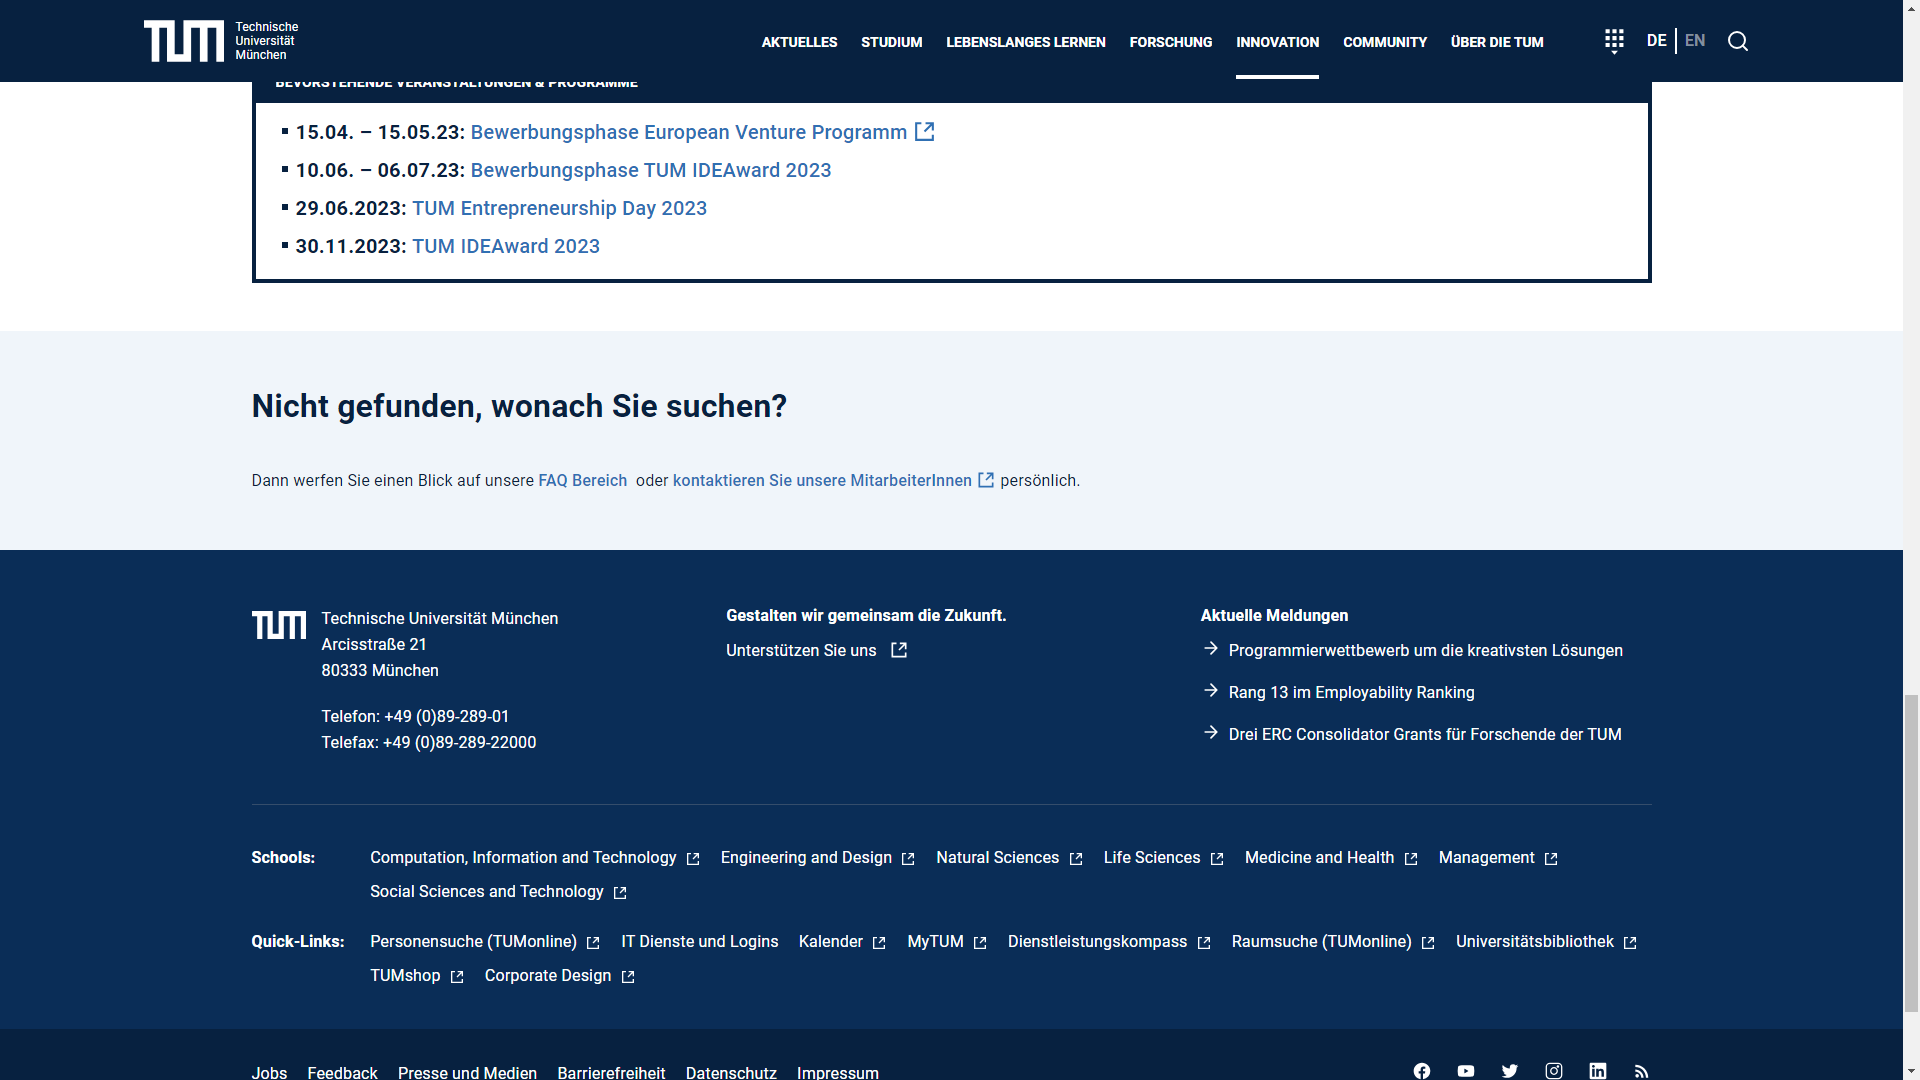 TUM Technische
Universität
München
AKTUELLES STUDIUM LEBENSLANGES LERNEN FORSCHUNG INNOVATION COMMUNITY ÜBER DIE TUM DE EN
BEVORSTEHENDE VERANSTALTUNGEN & PROGRAMME
15.04. – 15.05.23: Bewerbungsphase European Venture Programm
10.06. – 06.07.23: Bewerbungsphase TUM IDEAward 2023
29.06.2023: TUM Entrepreneurship Day 2023
30.11.2023: TUM IDEAward 2023
Nicht gefunden, wonach Sie suchen?
Dann werfen Sie einen Blick auf unsere FAQ Bereich oder kontaktieren Sie unsere MitarbeiterInnen persönlich.
TUM Technische Universität München
Arcisstraße 21
80333 München
Telefon: +49 (0)89-289-01
Telefax: +49 (0)89-289-22000
Gestalten wir gemeinsam die Zukunft.
Unterstützen Sie uns
Aktuelle Meldungen
Programmierwettbewerb um die kreativsten Lösungen
Rang 13 im Employability Ranking
Drei ERC Consolidator Grants für Forschende der TUM
Schools: Computation, Information and Technology Engineering and Design Natural Sciences Life Sciences Medicine and Health Management
Social Sciences and Technology
Quick-Links: Personensuche (TUMonline) IT Dienste und Logins Kalender MyTUM Dienstleistungskompass Raumsuche (TUMonline) Universitätsbibliothek
TUMshop Corporate Design
Jobs Feedback Presse und Medien Barrierefreiheit Datenschutz Impressum